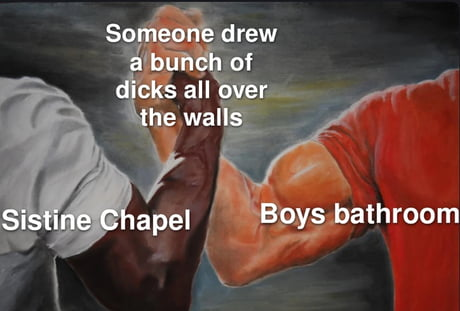 Someone drew
a bunch of
dicks all over
the walls
Sistine Chapel
Boys bathroom